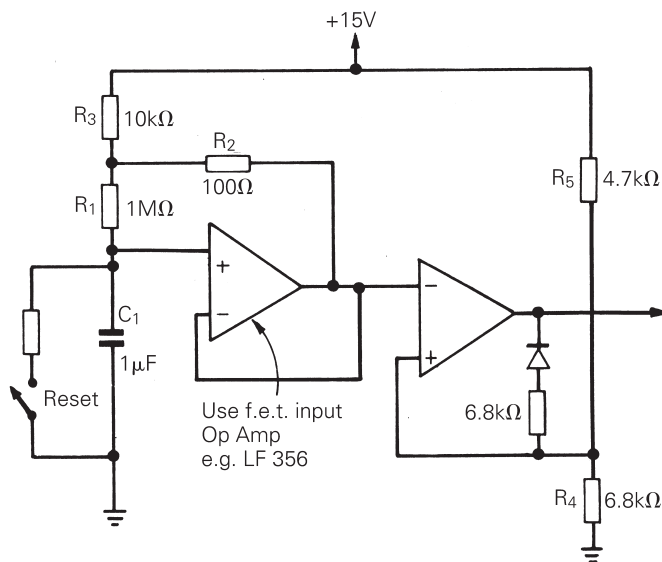 +15V
R3 10kΩ
R2
100Ω
R5 4.7kΩ
R1 1MΩ
+
−
−
+
C1
1μF
Reset
Use f.e.t. input
Op Amp
e.g. LF 356
6.8kΩ
R4 6.8kΩ